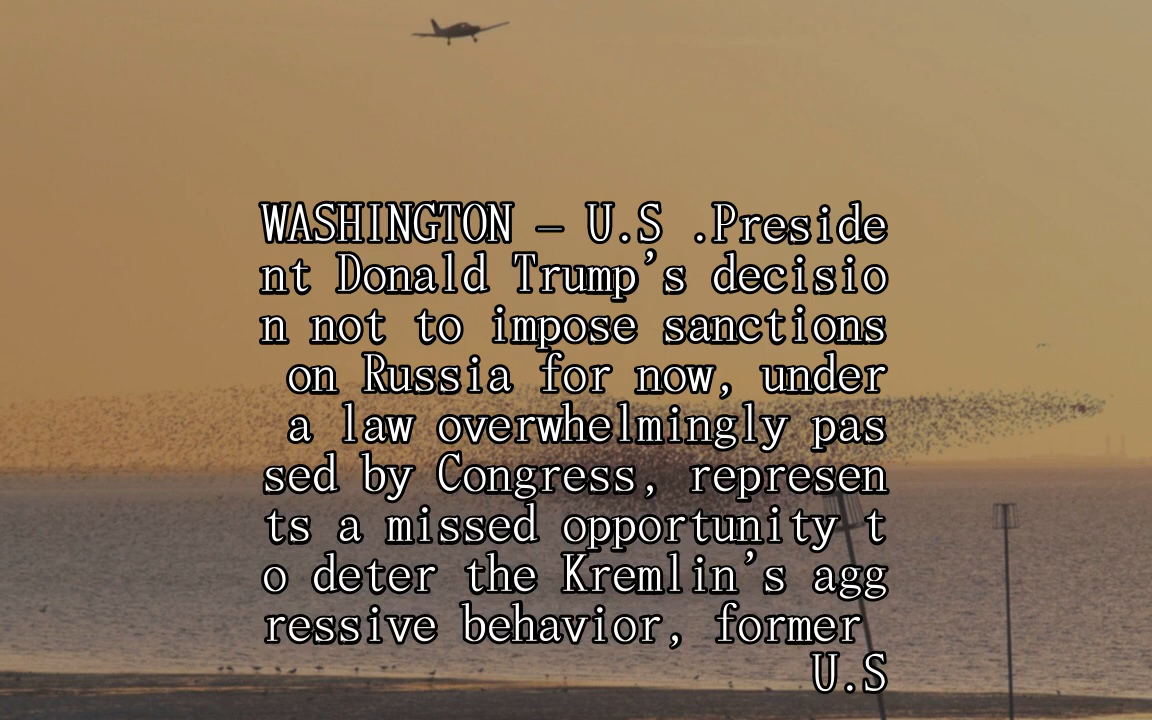 WASHINGTON — U.S .Preside
nt Donald Trump’s decisio
n not to impose sanctions
on Russia for now, under
a law overwhelmingly pas
sed by Congress, represen
ts a missed opportunity t
o deter the Kremlin’s agg
ressive behavior, former
U.S